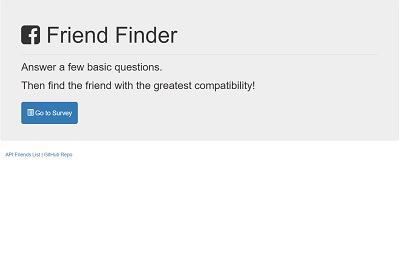 Friend Finder
Answer a few basic questions.
Then find the friend with the greatest compatibility!
Go to Survey
API Friends List | GitHub Repo